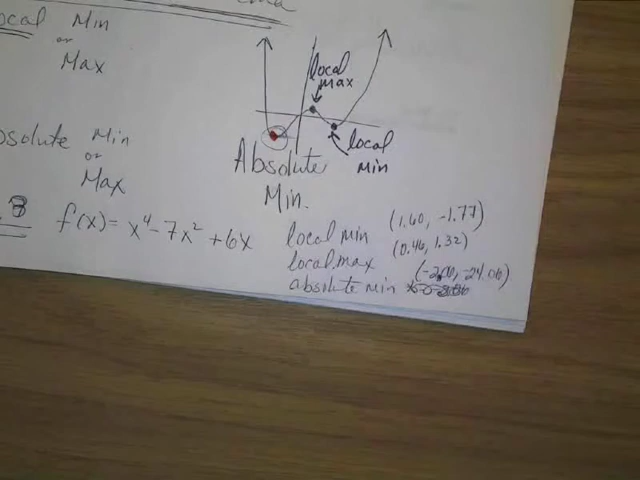 ocal Min
or
Max
local
max
local
min
Absolute
Min.
bsolute Min
or
Max
3 f(x) = x⁴ - 7x² + 6x
local min (1.60, -1.77)
local max (0.46, 1.32)
absolute min (-2.06, -24.06)